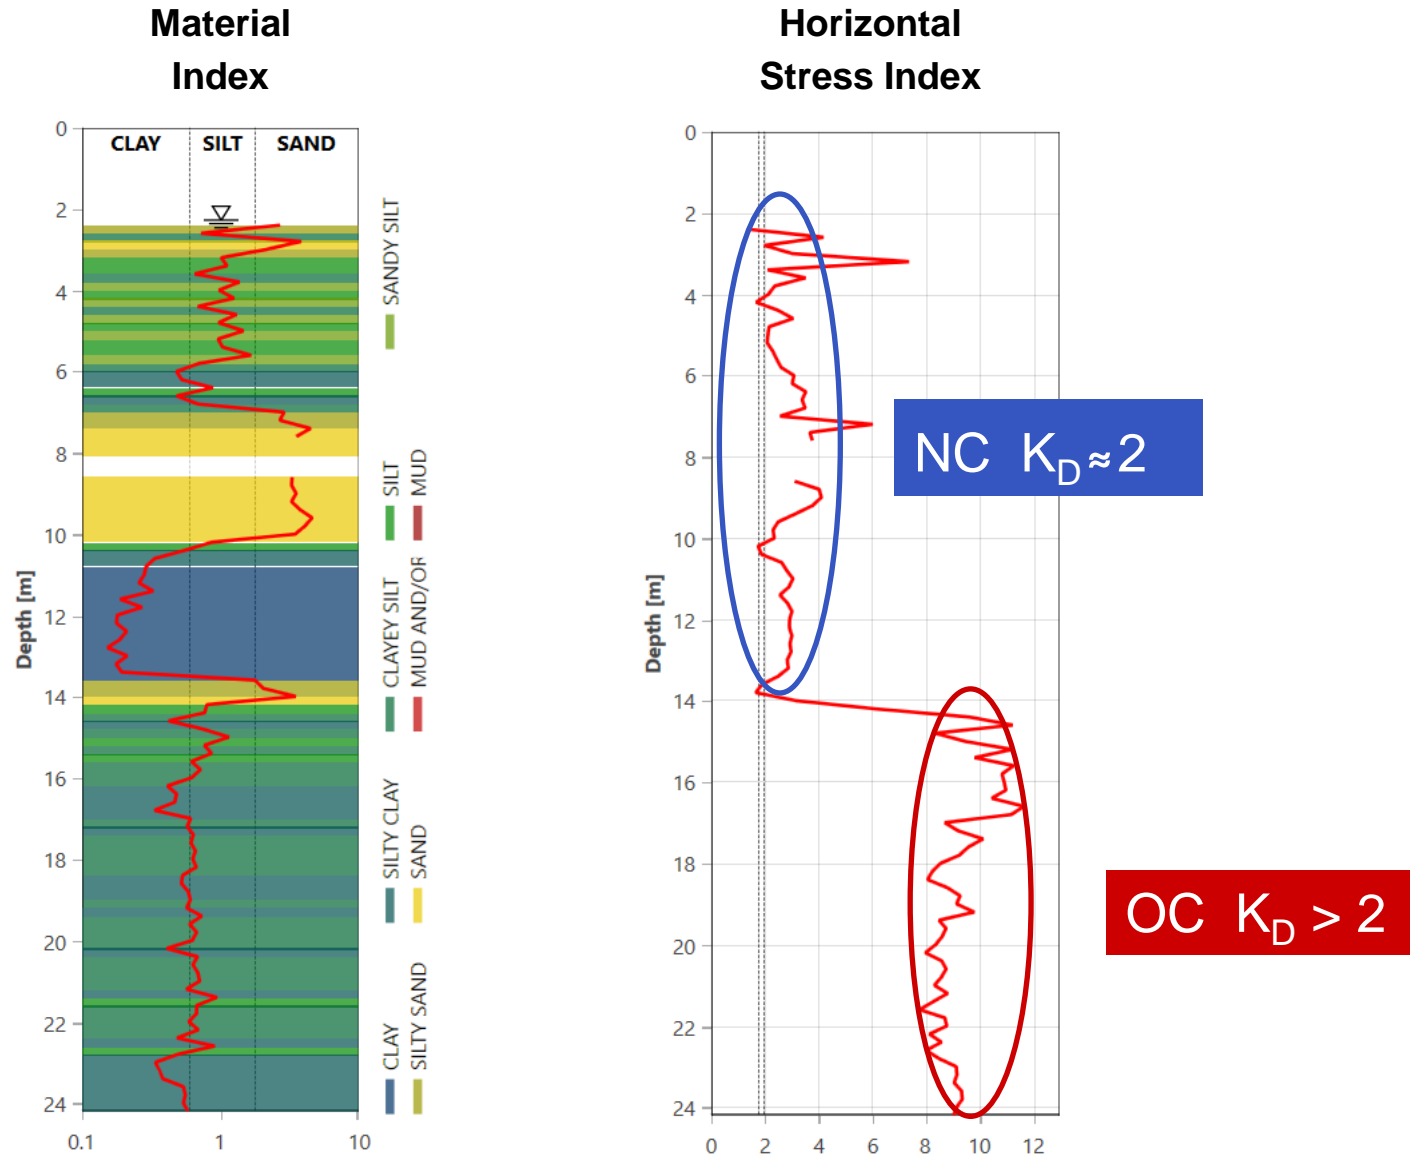 Material
Index
Horizontal
Stress Index
CLAY SILT SAND
0
2
4
6
8
10
12
14
16
18
20
22
24
Depth [m]
0.1 1 10
SANDY SILT
SILT
MUD
CLAYEY SILT
MUD AND/OR
SILTY CLAY
SAND
CLAY
SILTY SAND
0
2
4
6
8
10
12
14
16
18
20
22
24
Depth [m]
0 2 4 6 8 10 12
NC KD≈2
OC KD > 2